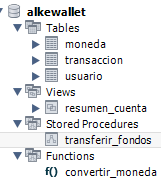 alkewallet
Tables
moneda
transaccion
usuario
Views
resumen_cuenta
Stored Procedures
transferir_fondos
Functions
f() convertir_moneda